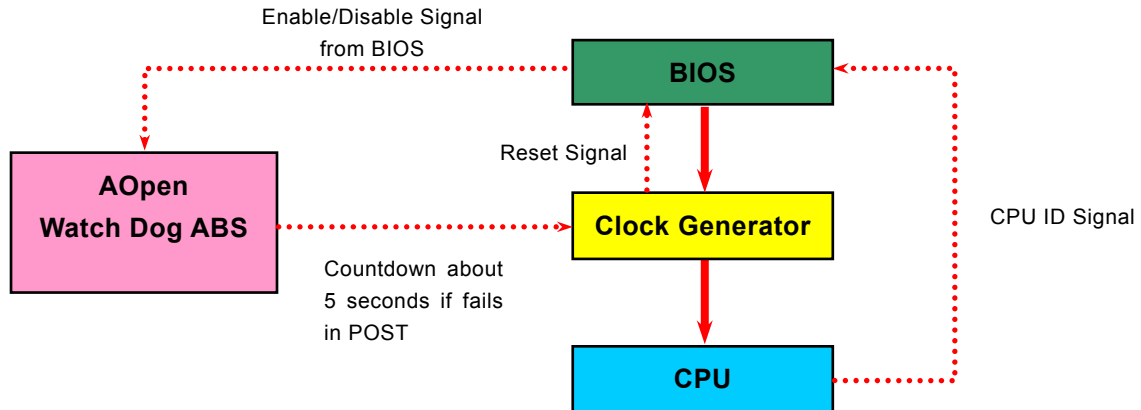 Enable/Disable Signal
from BIOS
BIOS
Reset Signal
AOpen
Watch Dog ABS
Clock Generator
CPU ID Signal
Countdown about
5 seconds if fails
in POST
CPU